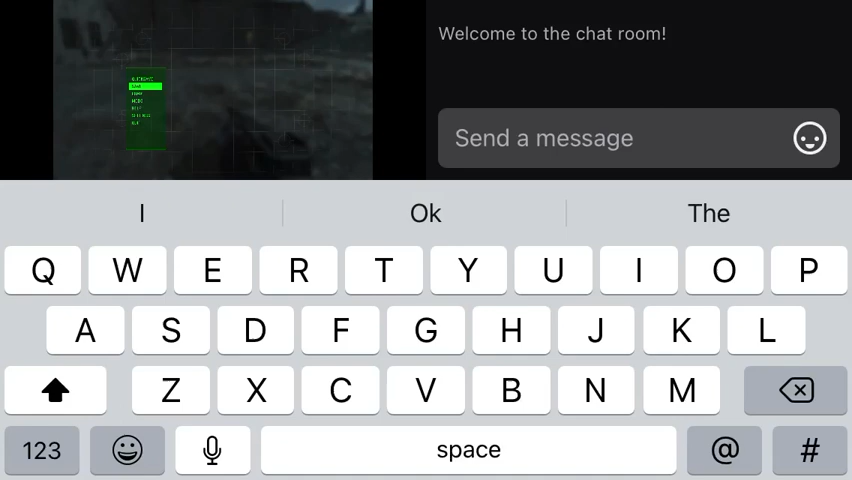 Welcome to the chat room!
Send a message
I Ok The
Q W E R T Y U I O P
A S D F G H J K L
Z X C V B N M
123 space @ #